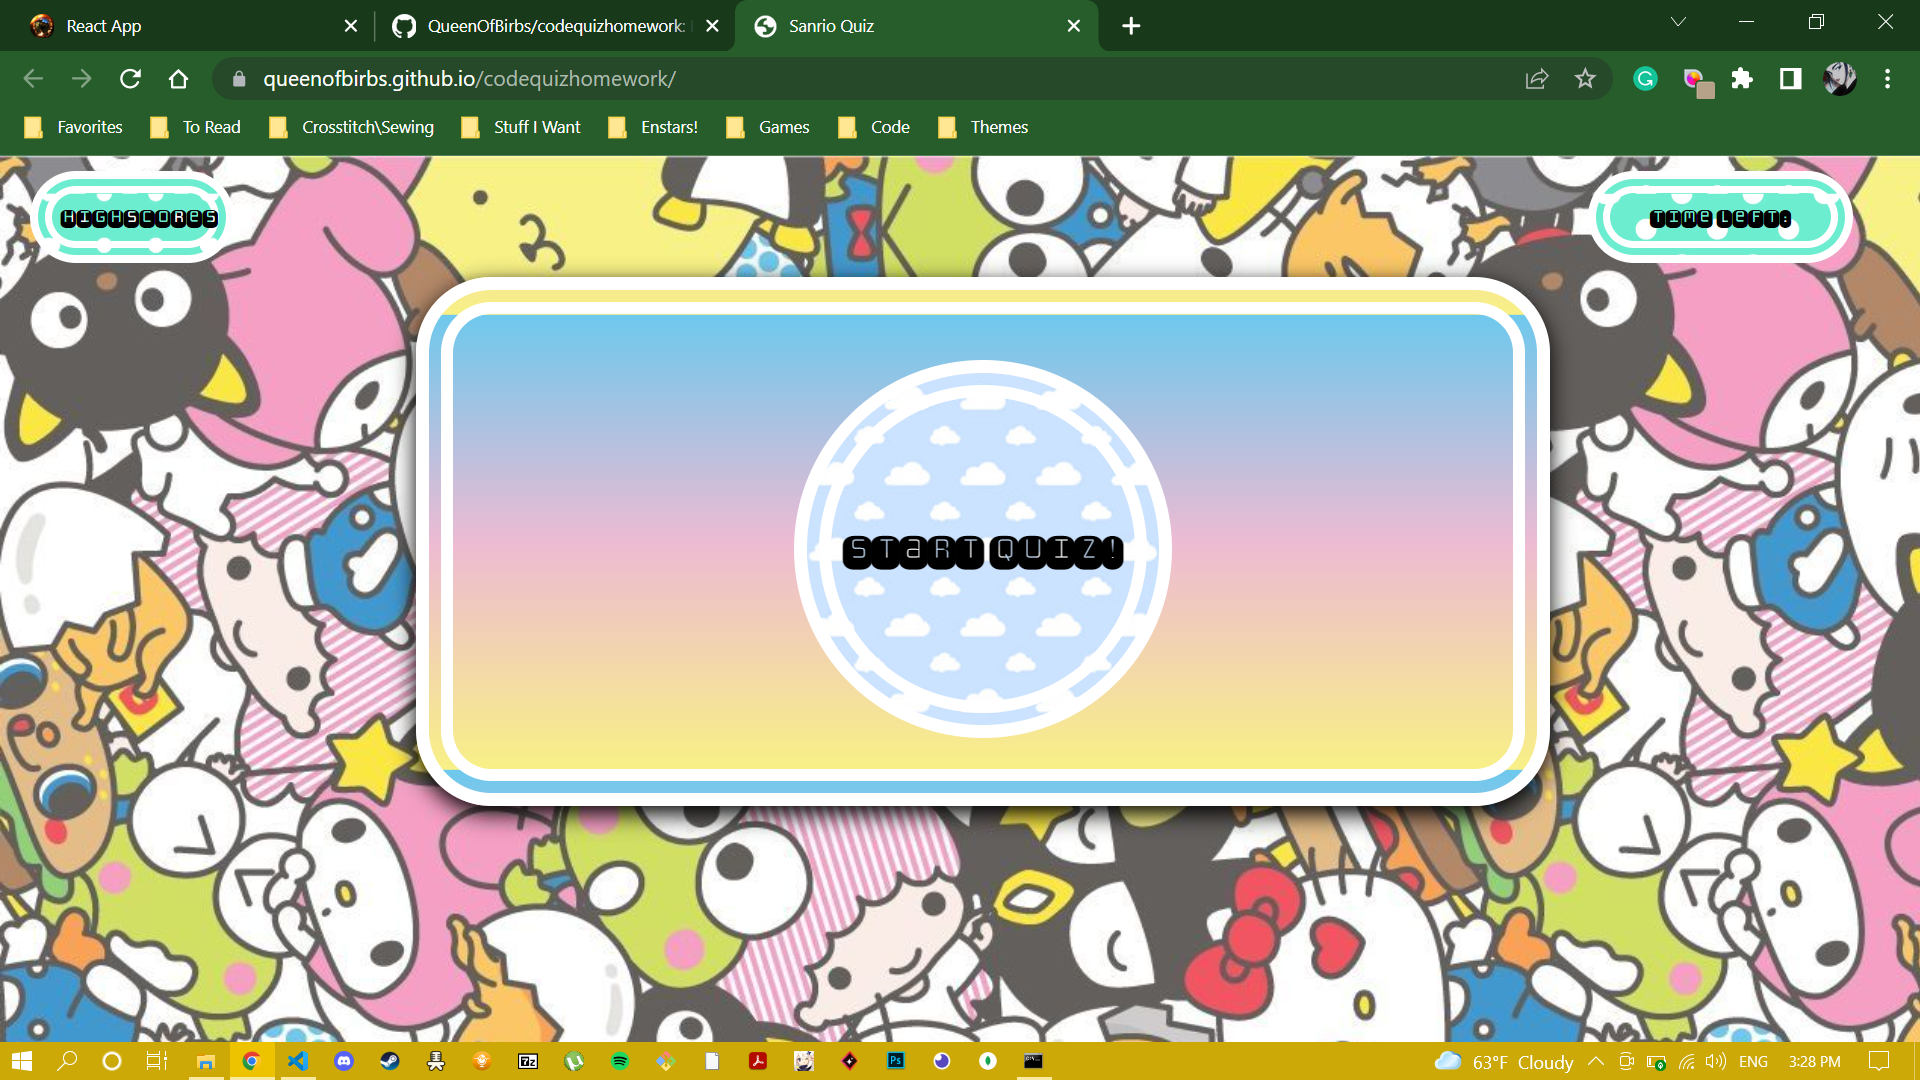 React App
QueenOfBirbs/codequizhomework:
Sanrio Quiz
queenofbirbs.github.io/codequizhomework/
Favorites
To Read
Crosstitch\Sewing
Stuff I Want
Enstars!
Games
Code
Themes
HIGHSCOReS
TIMe LeFT:
STaRT QUIZ!
63°F Cloudy
ENG
3:28 PM